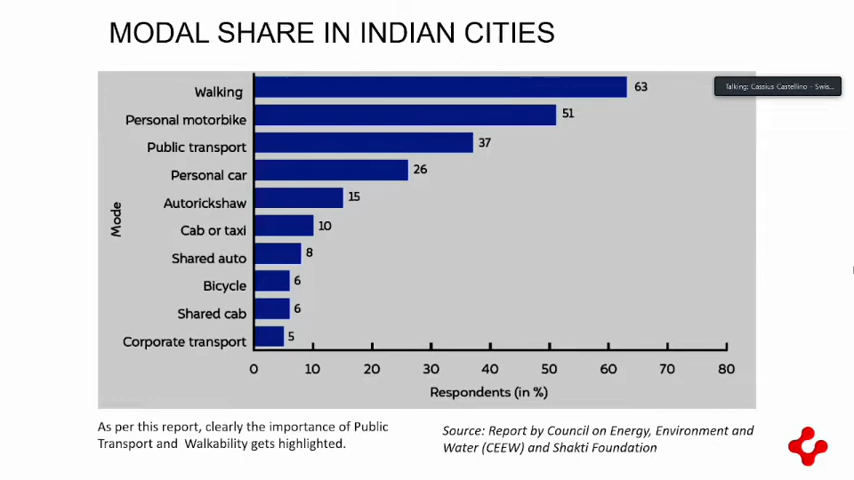 MODAL SHARE IN INDIAN CITIES
Talking: Cassius Castellino - Swis...
Walking 63
Personal motorbike 51
Public transport 37
Personal car 26
Autorickshaw 15
Cab or taxi 10
Shared auto 8
Bicycle 6
Shared cab 6
Corporate transport 5
Mode
0 10 20 30 40 50 60 70 80
Respondents (in %)
As per this report, clearly the importance of Public
Transport and Walkability gets highlighted.
Source: Report by Council on Energy, Environment and
Water (CEEW) and Shakti Foundation